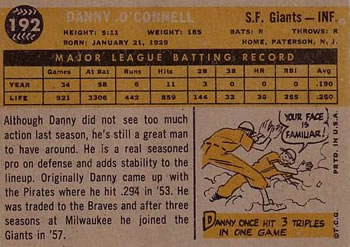 192
DANNY O'CONNELL
S.F. Giants—INF.
HEIGHT: 5:11 WEIGHT: 185 BATS: R THROWS: R
BORN: JANUARY 21, 1929 HOME: PATERSON, N. J.
MAJOR LEAGUE BATTING RECORD
Games At Bat Runs Hits 2B 3B HR RBI Avg.
YEAR 34 58 6 11 3 0 0 0 .190
LIFE 921 3306 442 859 144 32 39 .260
Although Danny did not see too much
action last season, he's still a great man
to have around. He is a real seasoned
pro on defense and adds stability to the
lineup. Originally Danny came up with
the Pirates where he hit .294 in '53. He
was traded to the Braves and after three
seasons at Milwaukee he joined the
Giants in '57.
YOUR FACE IS
FAMILIAR!
DANNY ONCE HIT 3 TRIPLES
IN ONE GAME
©T.C.G. PRTD. IN U.S.A.